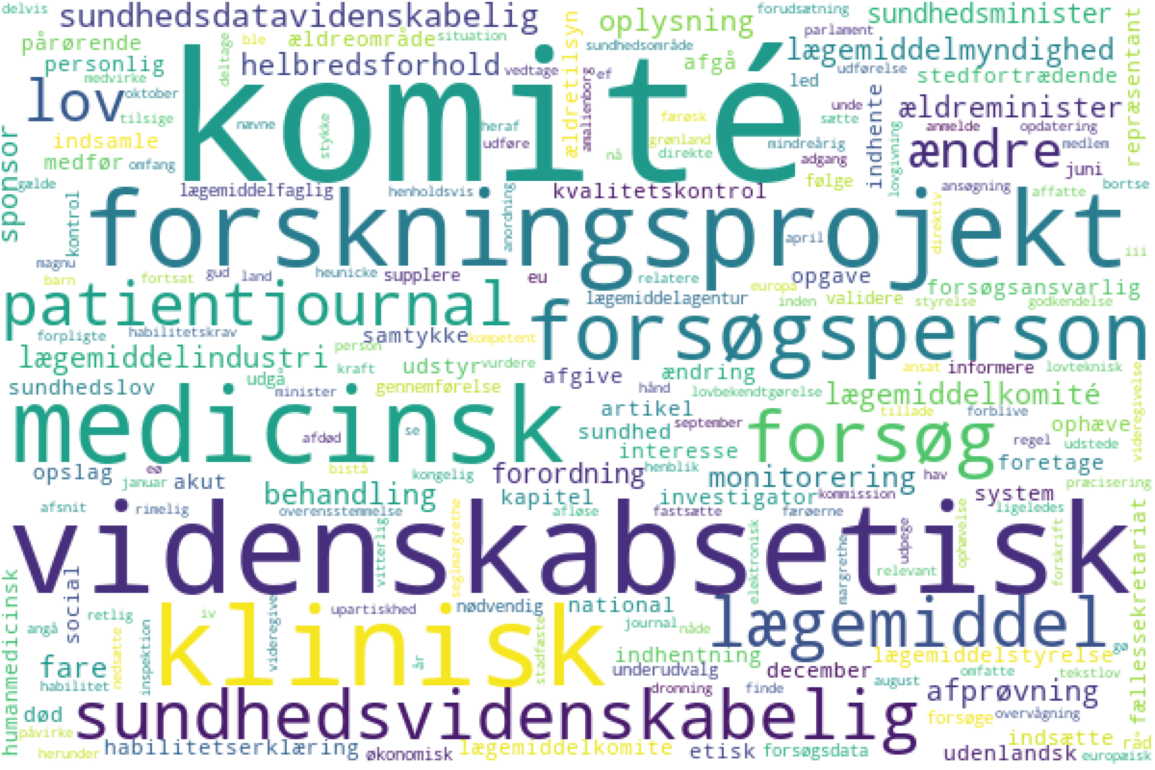 delvis sundhedsdatavidenskabelig oplysning forudsætning sundhedsminister
pårørende ble ældreområde situation sundhedsområde parlament lægemiddelmyndighed
personlig helbredsforhold vedtage ef afgå led udførelse stedfortrædende
medvirke deltage ældretilsyn amalienborg repræsentant
lov oktober komité unde indhente ældreminister
tilsige nævne stykke heraf færøsk sætte anmelde opdatering
indsamle udføre grønland mindreårig lovgivning ændre medlem
medfør omfang nå direkte adgang følge juni
sponsor gælde lægemiddelfaglig henholdsvis kvalitetskontrol ansøgning affatte bortse
kontrol forskningsprojekt anordning april direktiv iii
magnu barn fortsat gud land heunicke supplere eu relatere opgave europa forsøgsansvarlig
patientjournal lægemiddelagentur inden validere styrelse godkendelse
forpligte habilitetskrav samtykke kompetent forsøgsperson
lægemiddelindustri person udstyr vurdere ændring ansat informere lovteknisk
sundhedslov udgå kraft gennemførelse afgive hånd lovbekendtgørelse lægemiddelkomité
minister artikel tillade forblive videregivelse
medicinsk afdød se sundhed september forsøg regel ophæve udstede
opslag eø bistå kongelig interesse henblik foretage
januar akut forordning monitorering hav præcisering
afsnit rimelig behandling overensstemmelse kapitel afløse investigator fastsætte kommission system ligeledes
videnskabsetisk vitterlig seglmargrethe færøerne elektronisk margrethe udpege ophævelse forskrift
humanmedicinsk social relevant fællessekretariat
angå retlig iv videregive upartiskhed nødvendig national lægemiddel
klinisk journal nåde gø
fare nedsætte inspektion år stadfæste indhentning lægemiddelstyrelse
habilitet underudvalg december omfatte tekstlov
død sundhedsvidenskabelig dronning finde august afprøvning
påvirke forsøge overvågning indsætte råd
herunder habilitetserklæring økonomisk lægemiddelkomite etisk forsøgsdata udenlandsk europæisk